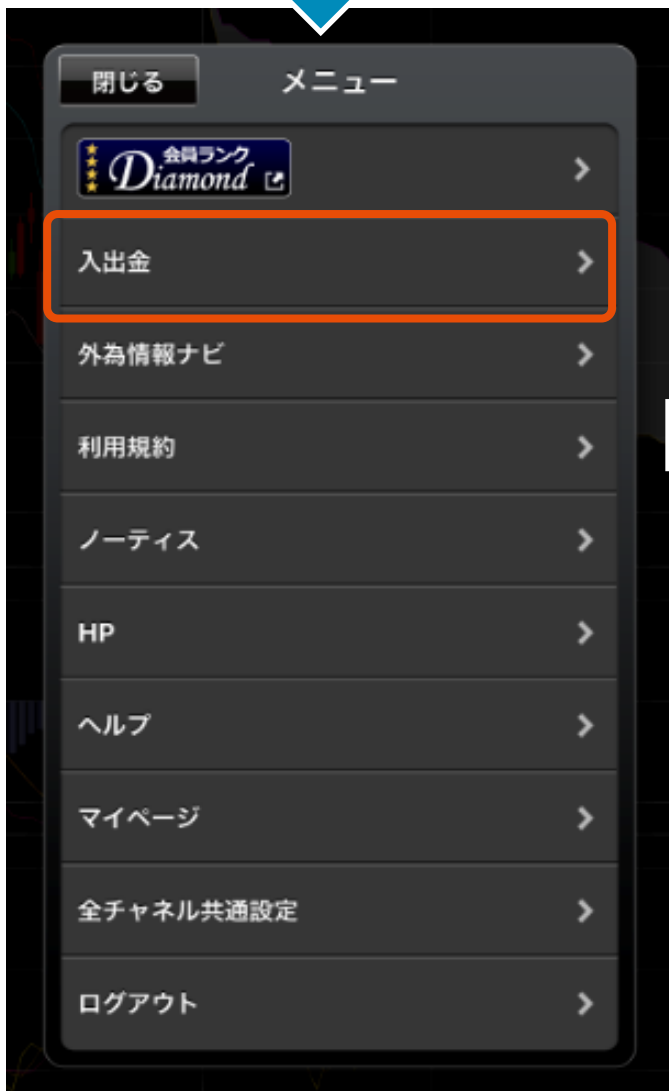 閉じる
メニュー
会員ランク
Diamond
入出金
外為情報ナビ
利用規約
ノーティス
HP
ヘルプ
マイページ
全チャネル共通設定
ログアウト